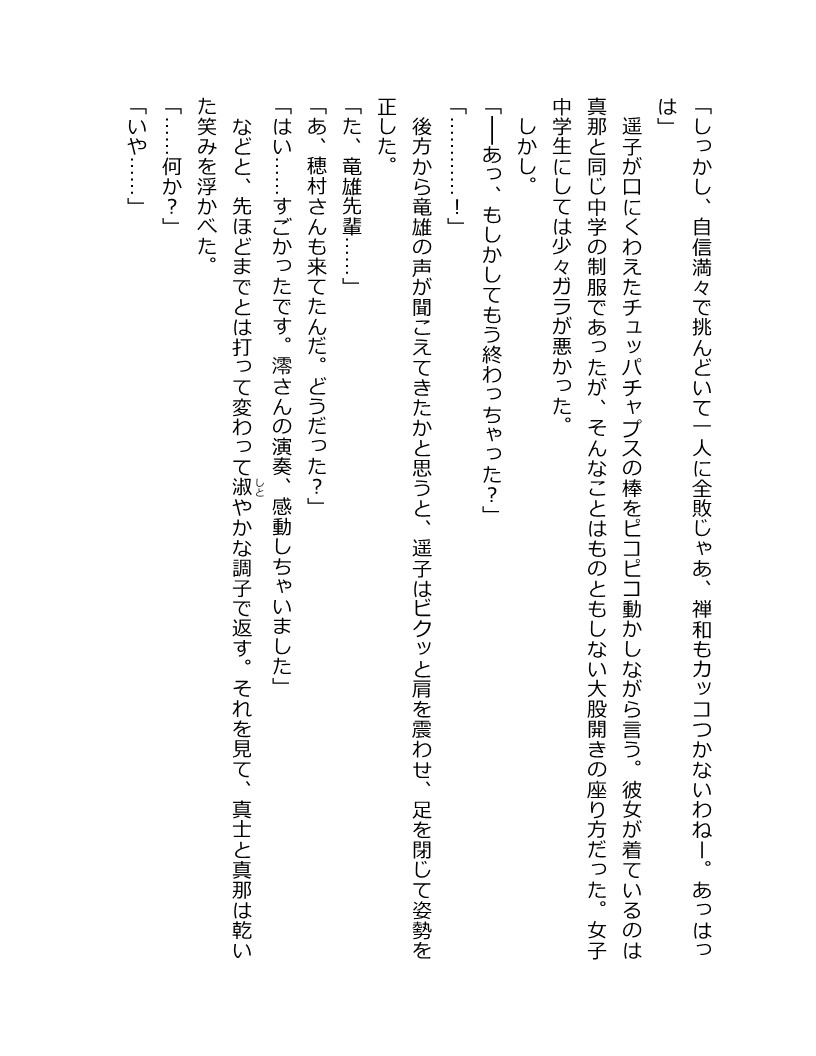 「しっかし、自信満々で挑んどいて一人に全敗じゃあ、禅和もカッコつかないわねー。あっはっ
は」
　遥子が口にくわえたチュッパチャプスの棒をピコピコ動かしながら言う。彼女が着ているのは
真那と同じ中学の制服であったが、そんなことはものともしない大股開きの座り方だった。女子
中学生にしては少々ガラが悪かった。
　しかし。
「――あっ、もしかしてもう終わっちゃった？」
「…………！」
　後方から竜雄の声が聞こえてきたかと思うと、遥子はビクッと肩を震わせ、足を閉じて姿勢を
正した。
「た、竜雄先輩……」
「あ、穂村さんも来てたんだ。どうだった？」
「はい……すごかったです。澪さんの演奏、感動しちゃいました」
　などと、先ほどまでとは打って変わって淑やかな調子で返す。それを見て、真士と真那は乾い
しと
た笑みを浮かべた。
「……何か？」
「いや……」